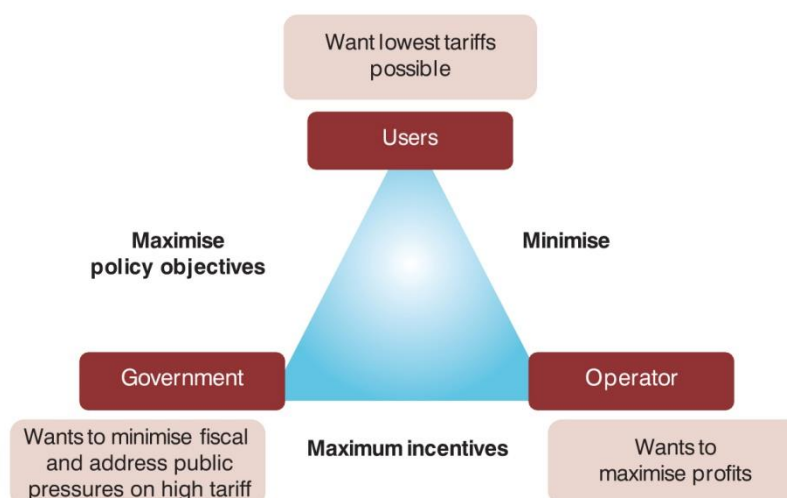 Want lowest tariffs
possible
Users
Maximise
policy objectives
Minimise
Government
Operator
Wants to minimise fiscal
and address public
pressures on high tariff
Maximum incentives
Wants to
maximise profits